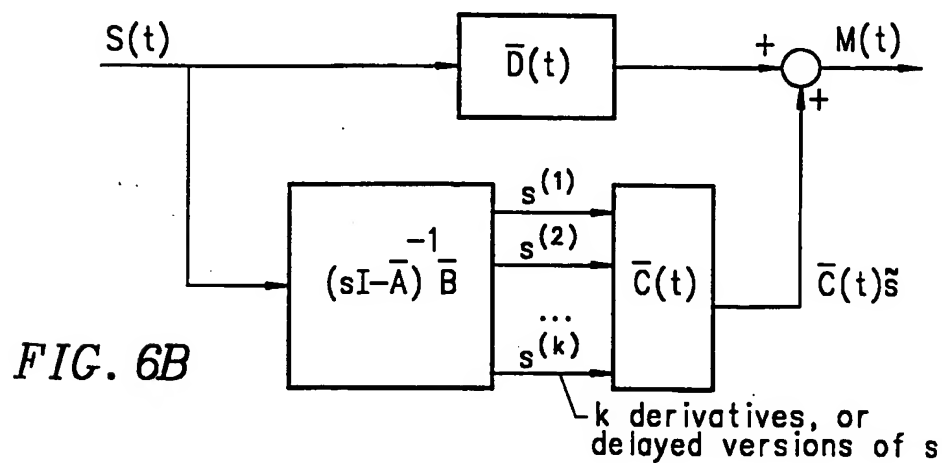 S(t)
D̅(t)
+
M(t)
+
s(1)
s(2)
...
s(k)
(sI-A̅)-1 B̅
C̅(t)
C̅(t)s̃
FIG. 6B
k derivatives, or
delayed versions of s